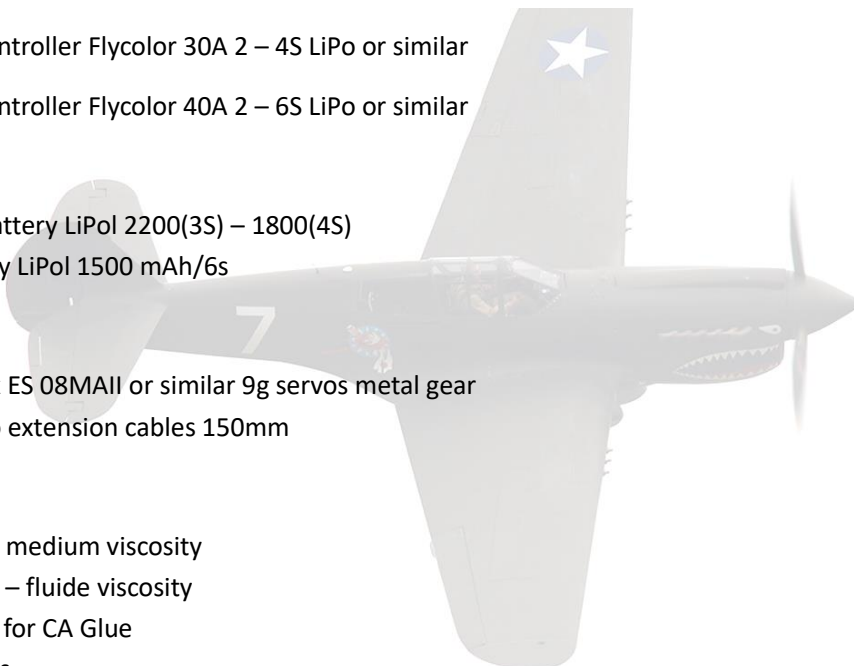 ntroller Flycolor 30A 2 – 4S LiPo or similar
ntroller Flycolor 40A 2 – 6S LiPo or similar
ttery LiPol 2200(3S) – 1800(4S)
y LiPol 1500 mAh/6s
7
ES 08MAII or similar 9g servos metal gear
extension cables 150mm
medium viscosity
– fluide viscosity
for CA Glue